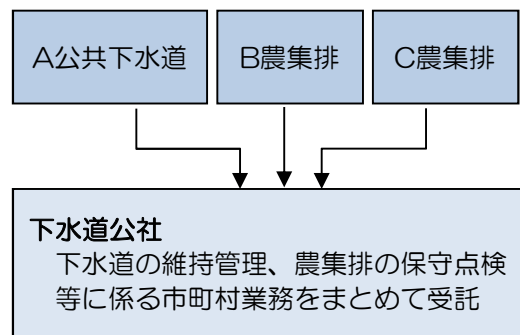 A公共下水道
B農集排
C農集排
下水道公社
下水道の維持管理、農集排の保守点検
等に係る市町村業務をまとめて受託